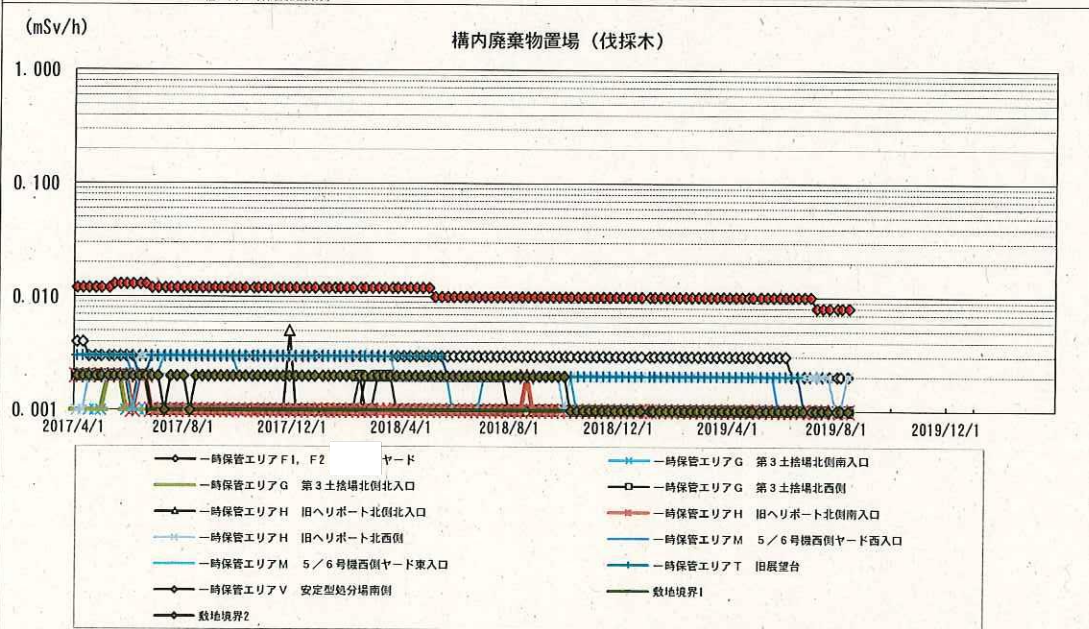 (mSv/h)
構内廃棄物置場（伐採木）
1.000
0.100
0.010
0.001
2017/4/1 2017/8/1 2017/12/1 2018/4/1 2018/8/1 2018/12/1 2019/4/1 2019/8/1 2019/12/1
一時保管エリアF1，F2 ヤード
一時保管エリアG 第3土捨場北側南入口
一時保管エリアG 第3土捨場北側北入口
一時保管エリアG 第3土捨場北西側
一時保管エリアH 旧ヘリポート北側北入口
一時保管エリアH 旧ヘリポート北側南入口
一時保管エリアH 旧ヘリポート北西側
一時保管エリアM 5／6号機西側ヤード西入口
一時保管エリアM 5／6号機西側ヤード東入口
一時保管エリアT 旧展望台
一時保管エリアV 安定型処分場南側
敷地境界1
敷地境界2